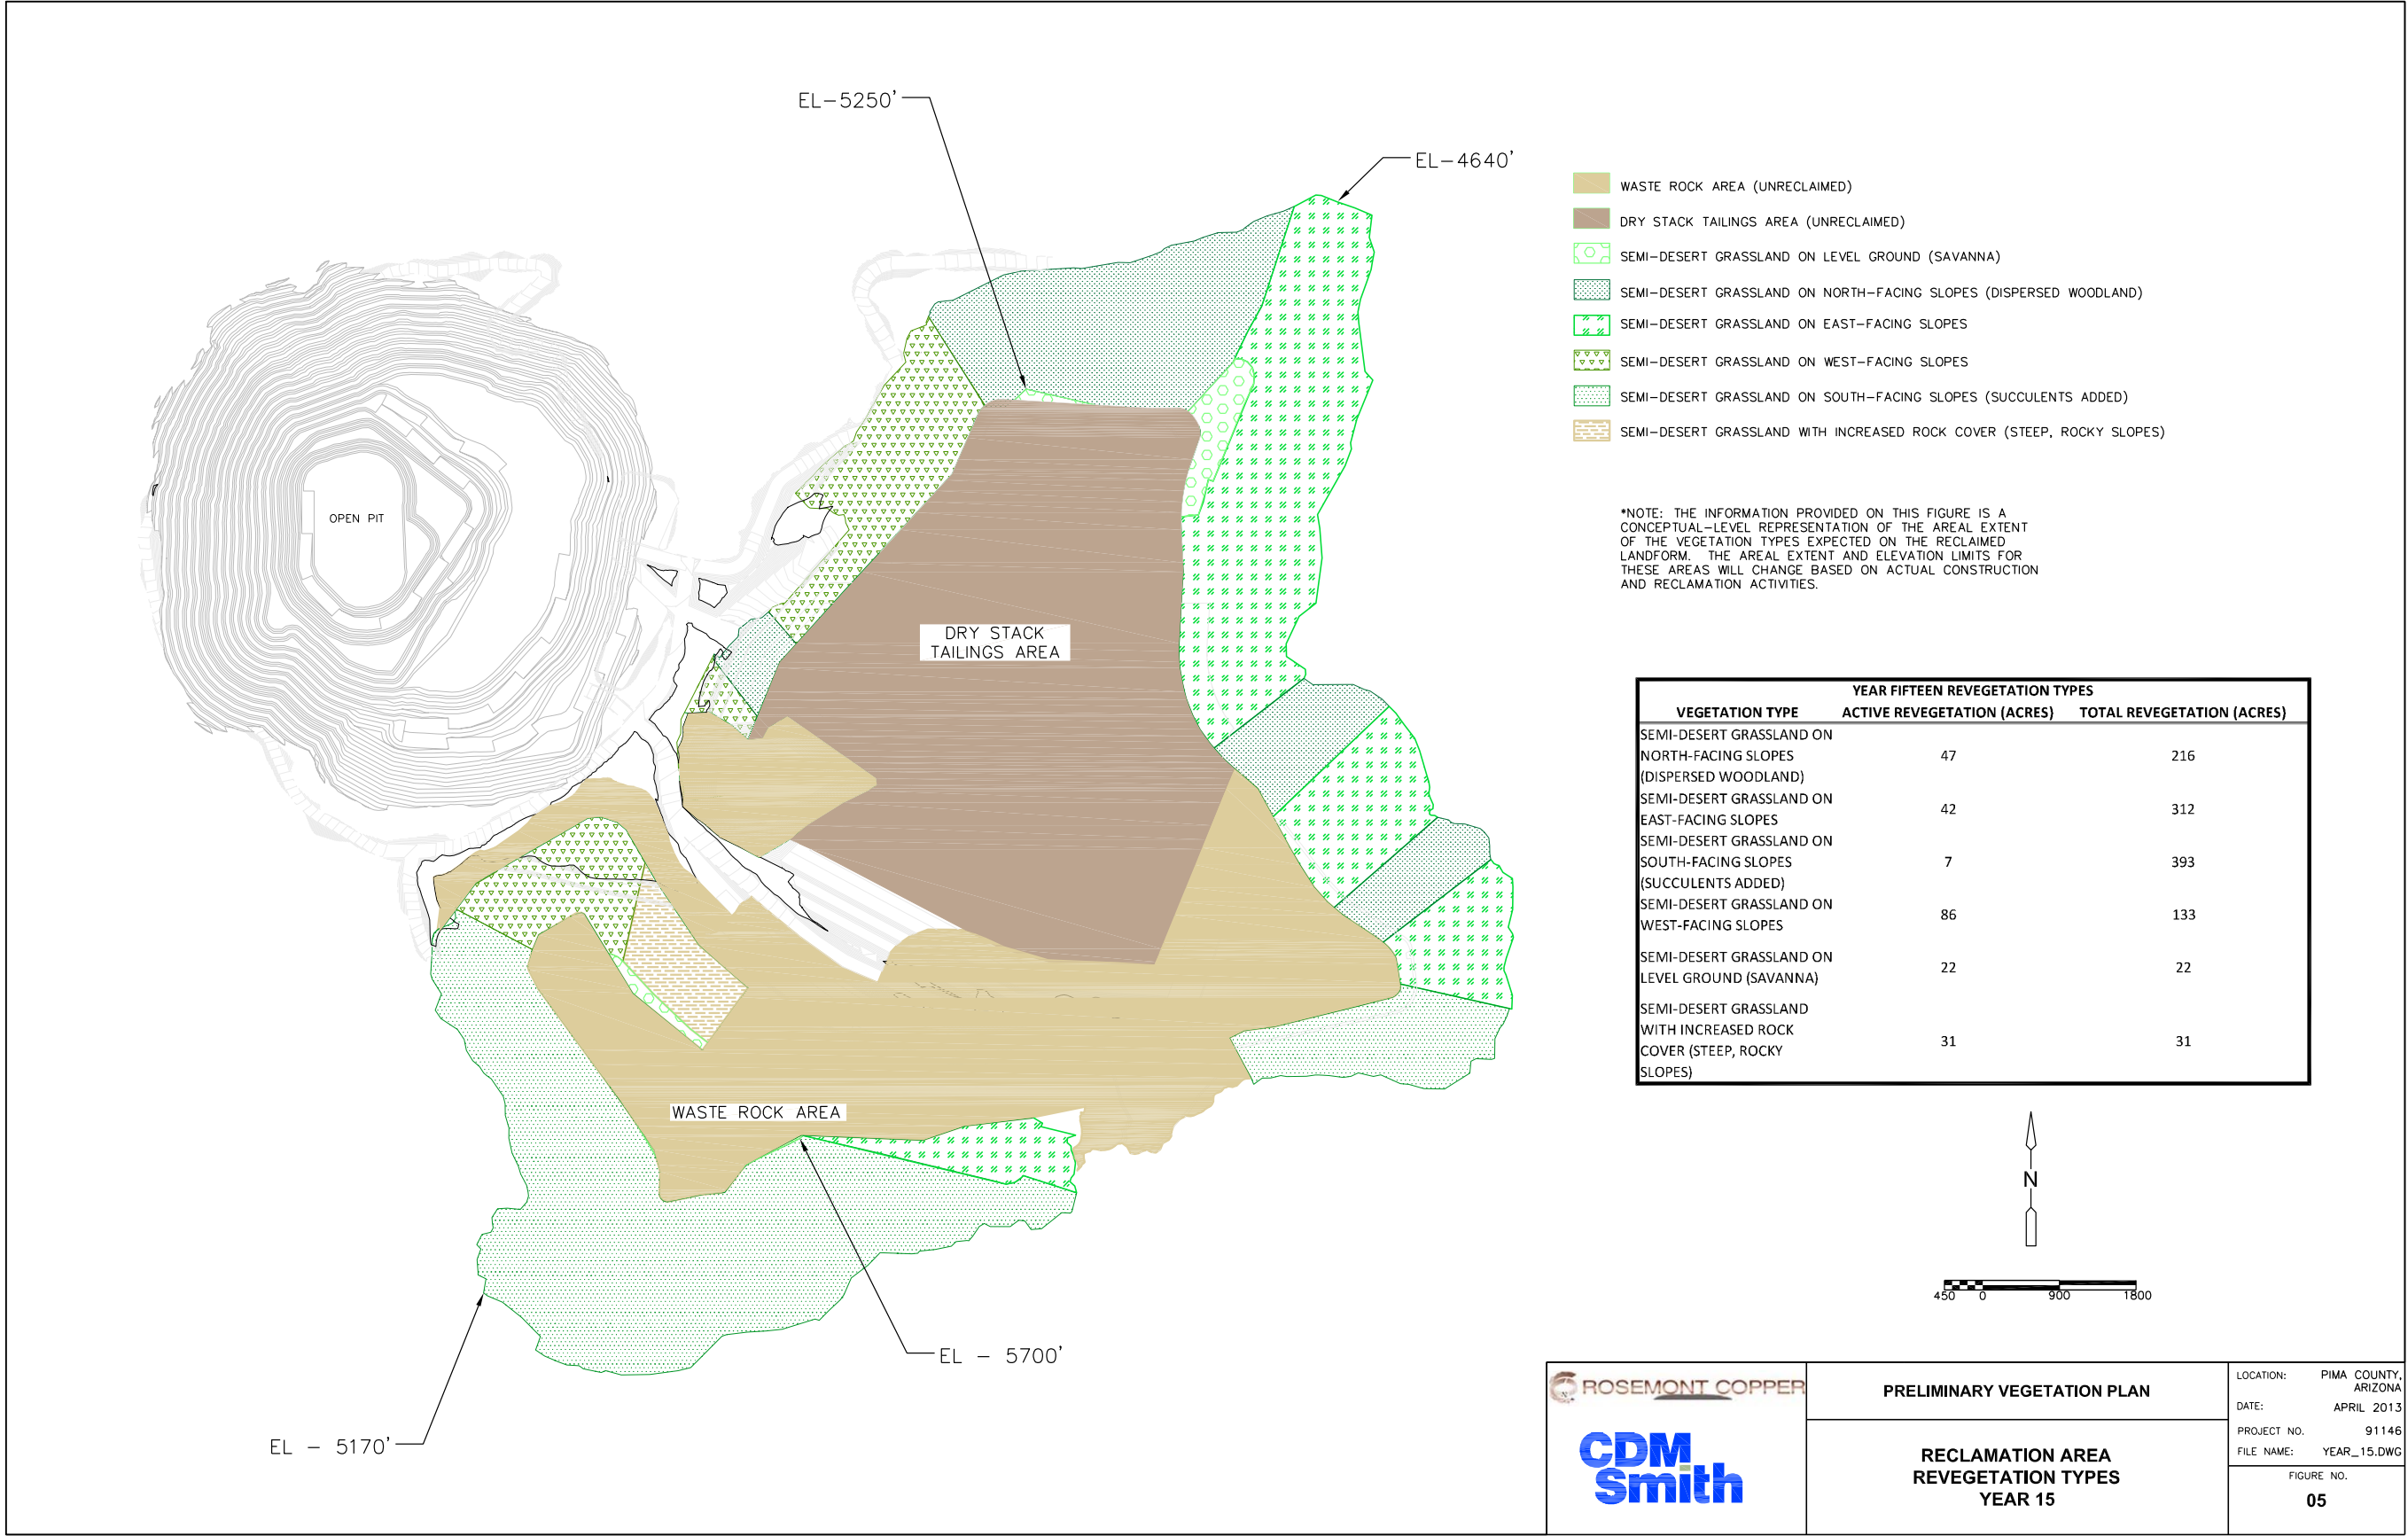 EL-5250'
EL-4640'
OPEN PIT
DRY STACK
TAILINGS AREA
WASTE ROCK AREA
EL - 5700'
EL - 5170'
WASTE ROCK AREA (UNRECLAIMED)
DRY STACK TAILINGS AREA (UNRECLAIMED)
SEMI-DESERT GRASSLAND ON LEVEL GROUND (SAVANNA)
SEMI-DESERT GRASSLAND ON NORTH-FACING SLOPES (DISPERSED WOODLAND)
SEMI-DESERT GRASSLAND ON EAST-FACING SLOPES
SEMI-DESERT GRASSLAND ON WEST-FACING SLOPES
SEMI-DESERT GRASSLAND ON SOUTH-FACING SLOPES (SUCCULENTS ADDED)
SEMI-DESERT GRASSLAND WITH INCREASED ROCK COVER (STEEP, ROCKY SLOPES)
*NOTE: THE INFORMATION PROVIDED ON THIS FIGURE IS A
CONCEPTUAL-LEVEL REPRESENTATION OF THE AREAL EXTENT
OF THE VEGETATION TYPES EXPECTED ON THE RECLAIMED
LANDFORM. THE AREAL EXTENT AND ELEVATION LIMITS FOR
THESE AREAS WILL CHANGE BASED ON ACTUAL CONSTRUCTION
AND RECLAMATION ACTIVITIES.
YEAR FIFTEEN REVEGETATION TYPES
VEGETATION TYPE ACTIVE REVEGETATION (ACRES) TOTAL REVEGETATION (ACRES)
SEMI-DESERT GRASSLAND ON
NORTH-FACING SLOPES 47 216
(DISPERSED WOODLAND)
SEMI-DESERT GRASSLAND ON
EAST-FACING SLOPES 42 312
SEMI-DESERT GRASSLAND ON
SOUTH-FACING SLOPES 7 393
(SUCCULENTS ADDED)
SEMI-DESERT GRASSLAND ON
WEST-FACING SLOPES 86 133
SEMI-DESERT GRASSLAND ON
LEVEL GROUND (SAVANNA) 22 22
SEMI-DESERT GRASSLAND
WITH INCREASED ROCK
COVER (STEEP, ROCKY 31 31
SLOPES)
N
450 0 900 1800
ROSEMONT COPPER
CDM
Smith
PRELIMINARY VEGETATION PLAN
RECLAMATION AREA
REVEGETATION TYPES
YEAR 15
LOCATION: PIMA COUNTY,
ARIZONA
DATE: APRIL 2013
PROJECT NO. 91146
FILE NAME: YEAR_15.DWG
FIGURE NO.
05